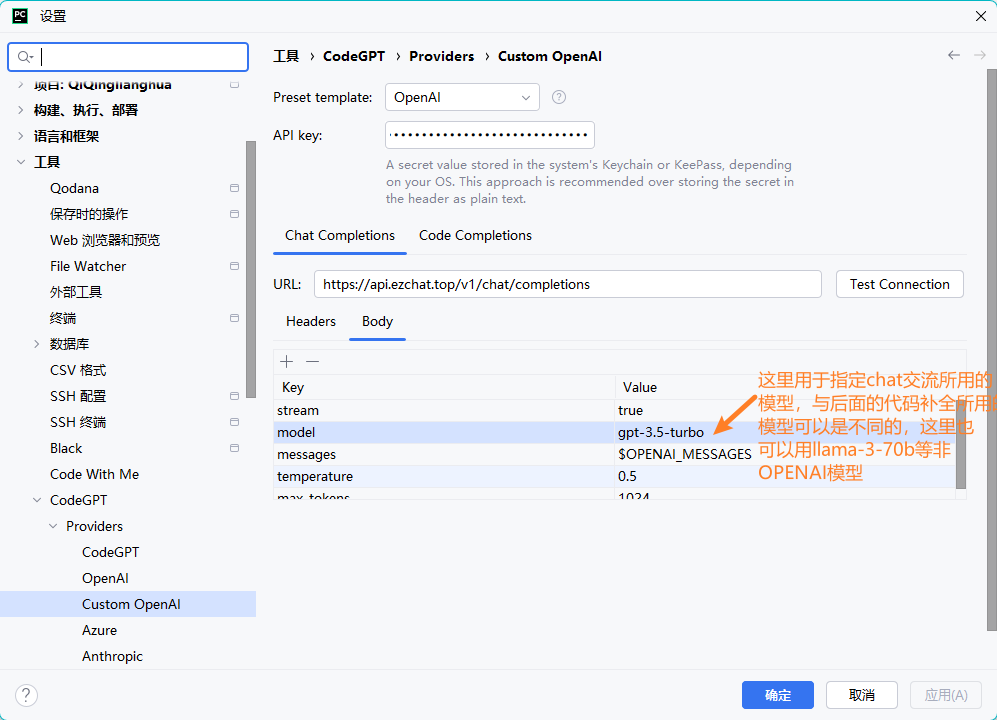 PC 设置
工具 › CodeGPT › Providers › Custom OpenAI
项目: QiQinglianghua
构建、执行、部署
语言和框架
工具
Qodana
保存时的操作
Web 浏览器和预览
File Watcher
外部工具
终端
数据库
CSV 格式
SSH 配置
SSH 终端
Black
Code With Me
CodeGPT
Providers
CodeGPT
OpenAI
Custom OpenAI
Azure
Anthropic
Preset template: OpenAI ?
API key: ••••••••••••••••••••••••••••
A secret value stored in the system's Keychain or KeePass, depending
on your OS. This approach is recommended over storing the secret in
the header as plain text.
Chat Completions Code Completions
URL: https://api.ezchat.top/v1/chat/completions Test Connection
Headers Body
Key Value
stream true
model gpt-3.5-turbo
messages $OPENAI_MESSAGES
temperature 0.5
max_tokens 1024
这里用于指定chat交流所用的
模型，与后面的代码补全所用
模型可以是不同的，这里也
可以用llama-3-70b等非
OPENAI模型
? 确定 取消 应用(A)